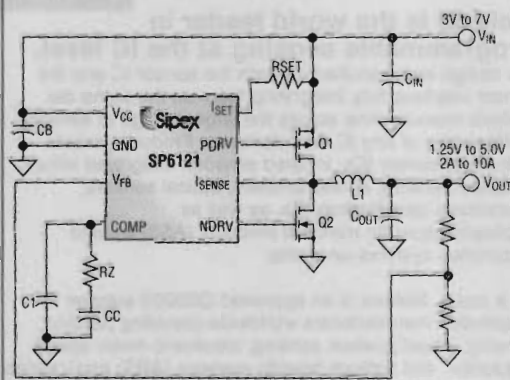 3V to 7V
VIN
RSET
CIN
VCC
ISET
Sipex
CB
GND
PDRV
Q1
1.25V to 5.0V
2A to 10A
SP6121
VFB
ISENSE
L1
VOUT
COUT
COMP
NDRV
Q2
RZ
C1
CC